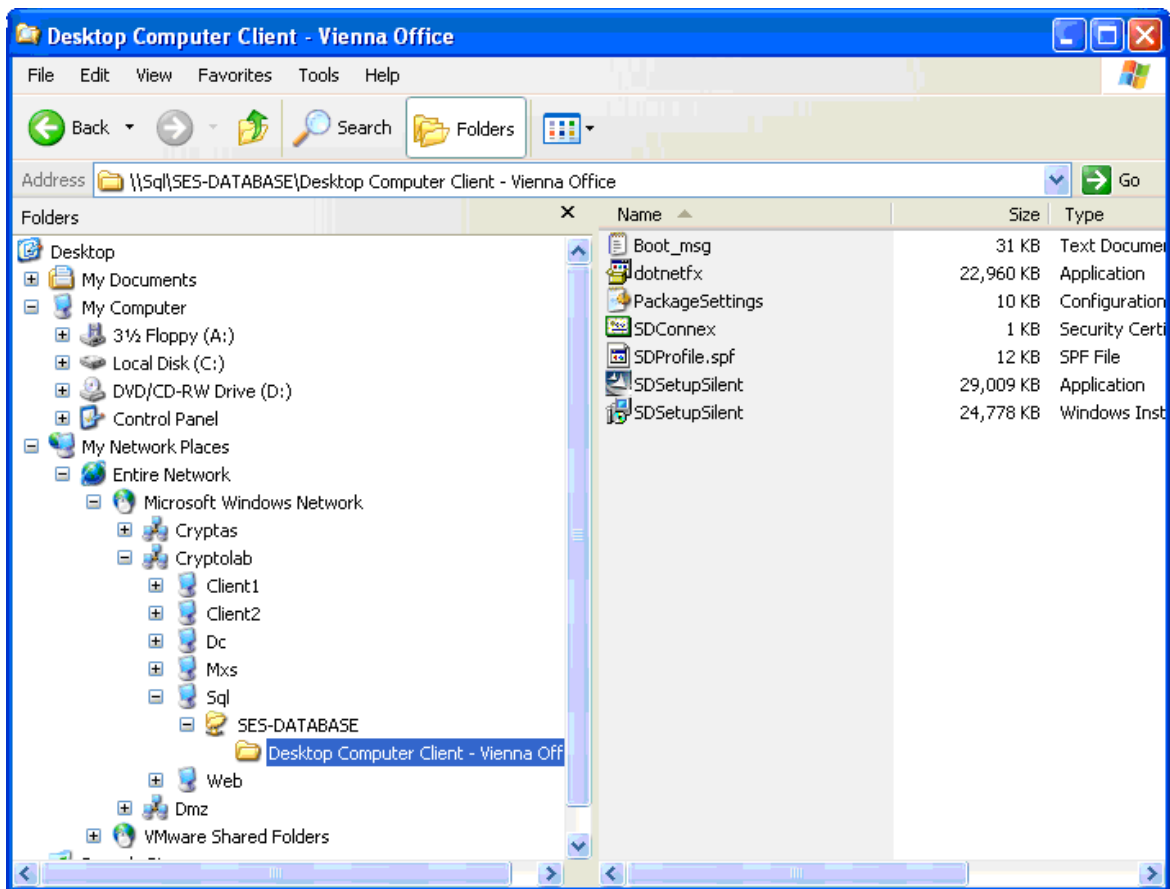 Desktop Computer Client - Vienna Office
File Edit View Favorites Tools Help
Back Search Folders
Address \\Sql\SES-DATABASE\Desktop Computer Client - Vienna Office Go
Folders
Desktop
My Documents
My Computer
3½ Floppy (A:)
Local Disk (C:)
DVD/CD-RW Drive (D:)
Control Panel
My Network Places
Entire Network
Microsoft Windows Network
Cryptas
Cryptolab
Client1
Client2
Dc
Mxs
Sql
SES-DATABASE
Desktop Computer Client - Vienna Off
Web
Dmz
VMware Shared Folders
Name Size Type
Boot_msg 31 KB Text Documer
dotnetfx 22,960 KB Application
PackageSettings 10 KB Configuration
SDConnex 1 KB Security Certi
SDProfile.spf 12 KB SPF File
SDSetupSilent 29,009 KB Application
SDSetupSilent 24,778 KB Windows Inst